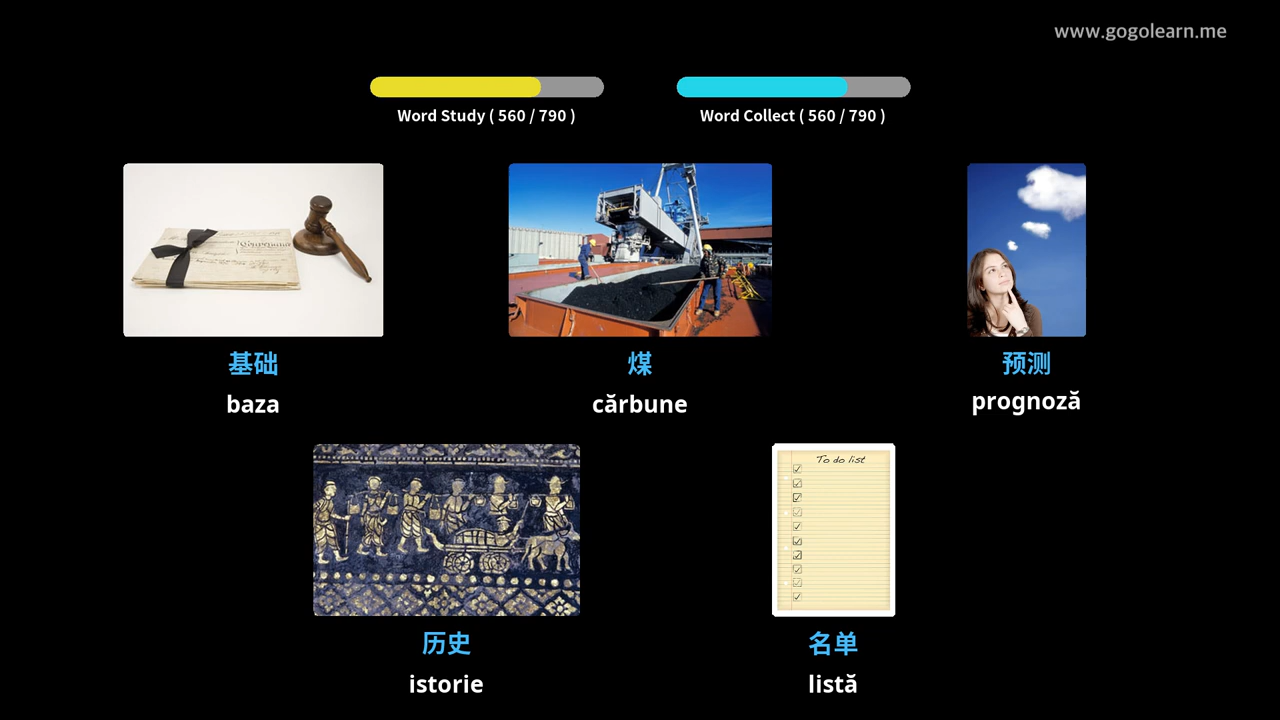 www.gogolearn.me
Word Study ( 560 / 790 )
Word Collect ( 560 / 790 )
基础
煤
预测
baza
cărbune
prognoză
To do list
历史
名单
istorie
listă